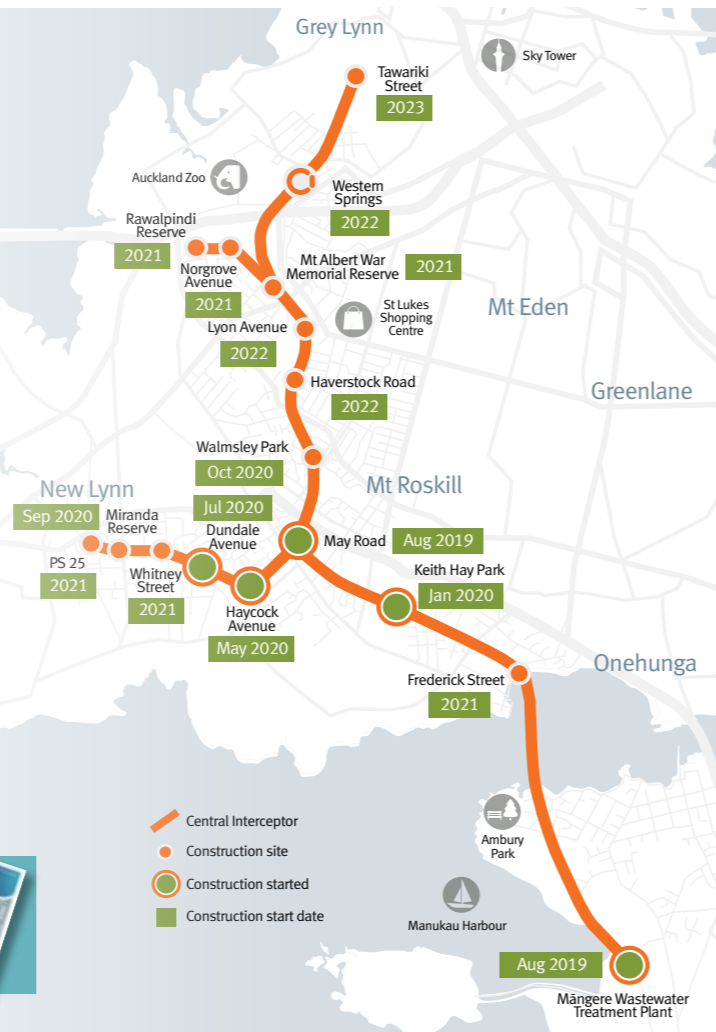 Grey Lynn
Sky Tower
Tawariki
Street
2023
Auckland Zoo
Western
Springs
2022
Rawalpindi
Reserve
2021
Norgrove
Avenue
2021
Mt Albert War
Memorial Reserve
2021
St Lukes
Shopping
Centre
Mt Eden
Lyon Avenue
2022
Haverstock Road
2022
Greenlane
Walmsley Park
Oct 2020
Mt Roskill
New Lynn
Jul 2020
Dundale
Avenue
Sep 2020
Miranda
Reserve
PS 25
2021
Whitney
Street
2021
May Road
Aug 2019
Keith Hay Park
Jan 2020
Haycock
Avenue
May 2020
Onehunga
Frederick Street
2021
Central Interceptor
Construction site
Construction started
Construction start date
Ambury
Park
Manukau Harbour
Aug 2019
Māngere Wastewater
Treatment Plant